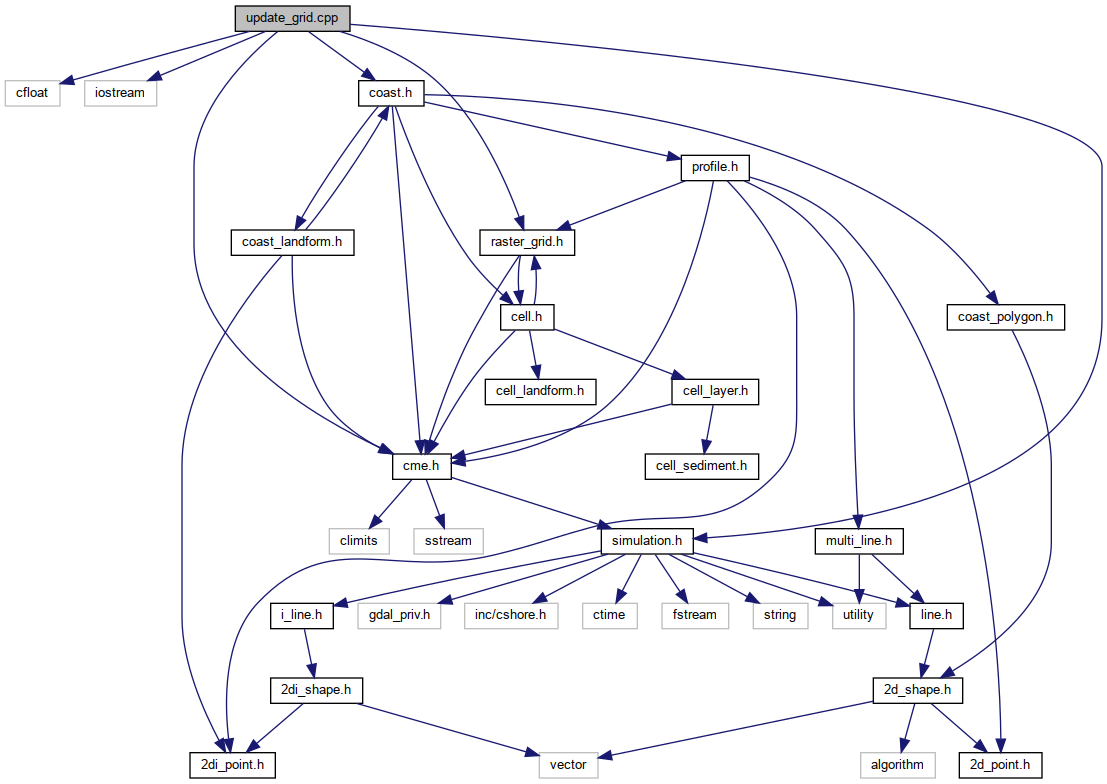 update_grid.cpp
cfloat
iostream
coast.h
profile.h
coast_landform.h
raster_grid.h
cell.h
coast_polygon.h
cell_landform.h
cell_layer.h
cme.h
cell_sediment.h
climits
sstream
simulation.h
multi_line.h
i_line.h
gdal_priv.h
inc/cshore.h
ctime
fstream
string
utility
line.h
2di_shape.h
2d_shape.h
2di_point.h
vector
algorithm
2d_point.h